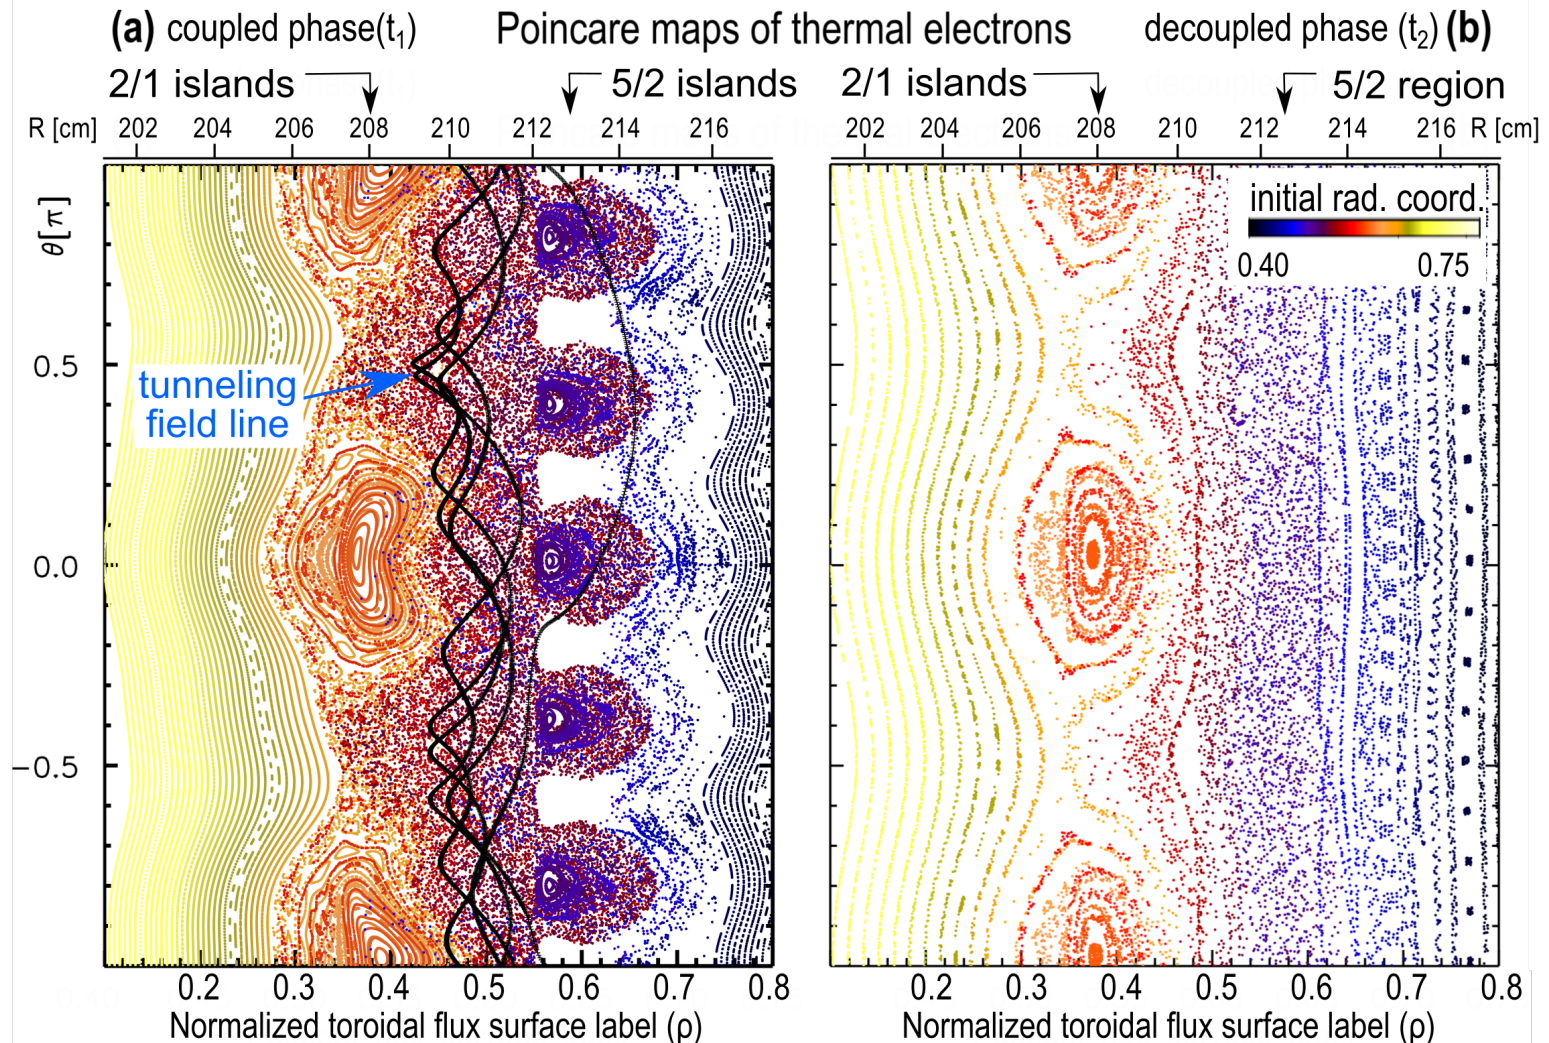 (a) coupled phase(t1)
Poincare maps of thermal electrons
decoupled phase (t2) (b)
2/1 islands
5/2 islands
2/1 islands
5/2 region
R [cm] 202 204 206 208 210 212 214 216
202 204 206 208 210 212 214 216 R [cm]
θ[π]
initial rad. coord.
0.40 0.75
0.5
tunneling
field line
0.0
−0.5
0.2 0.3 0.4 0.5 0.6 0.7 0.8
0.2 0.3 0.4 0.5 0.6 0.7 0.8
Normalized toroidal flux surface label (ρ)
Normalized toroidal flux surface label (ρ)